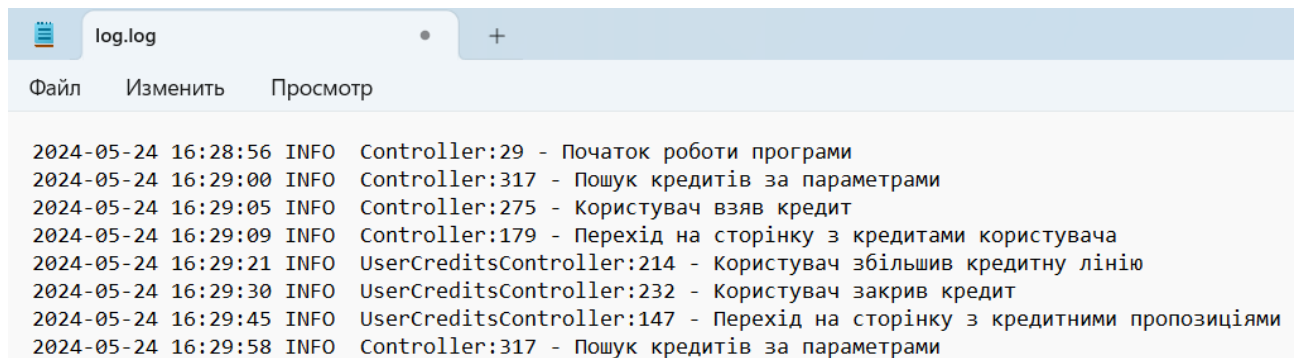 log.log
Файл Изменить Просмотр
2024-05-24 16:28:56 INFO  Controller:29 - Початок роботи програми
2024-05-24 16:29:00 INFO  Controller:317 - Пошук кредитів за параметрами
2024-05-24 16:29:05 INFO  Controller:275 - Користувач взяв кредит
2024-05-24 16:29:09 INFO  Controller:179 - Перехід на сторінку з кредитами користувача
2024-05-24 16:29:21 INFO  UserCreditsController:214 - Користувач збільшив кредитну лінію
2024-05-24 16:29:30 INFO  UserCreditsController:232 - Користувач закрив кредит
2024-05-24 16:29:45 INFO  UserCreditsController:147 - Перехід на сторінку з кредитними пропозиціями
2024-05-24 16:29:58 INFO  Controller:317 - Пошук кредитів за параметрами